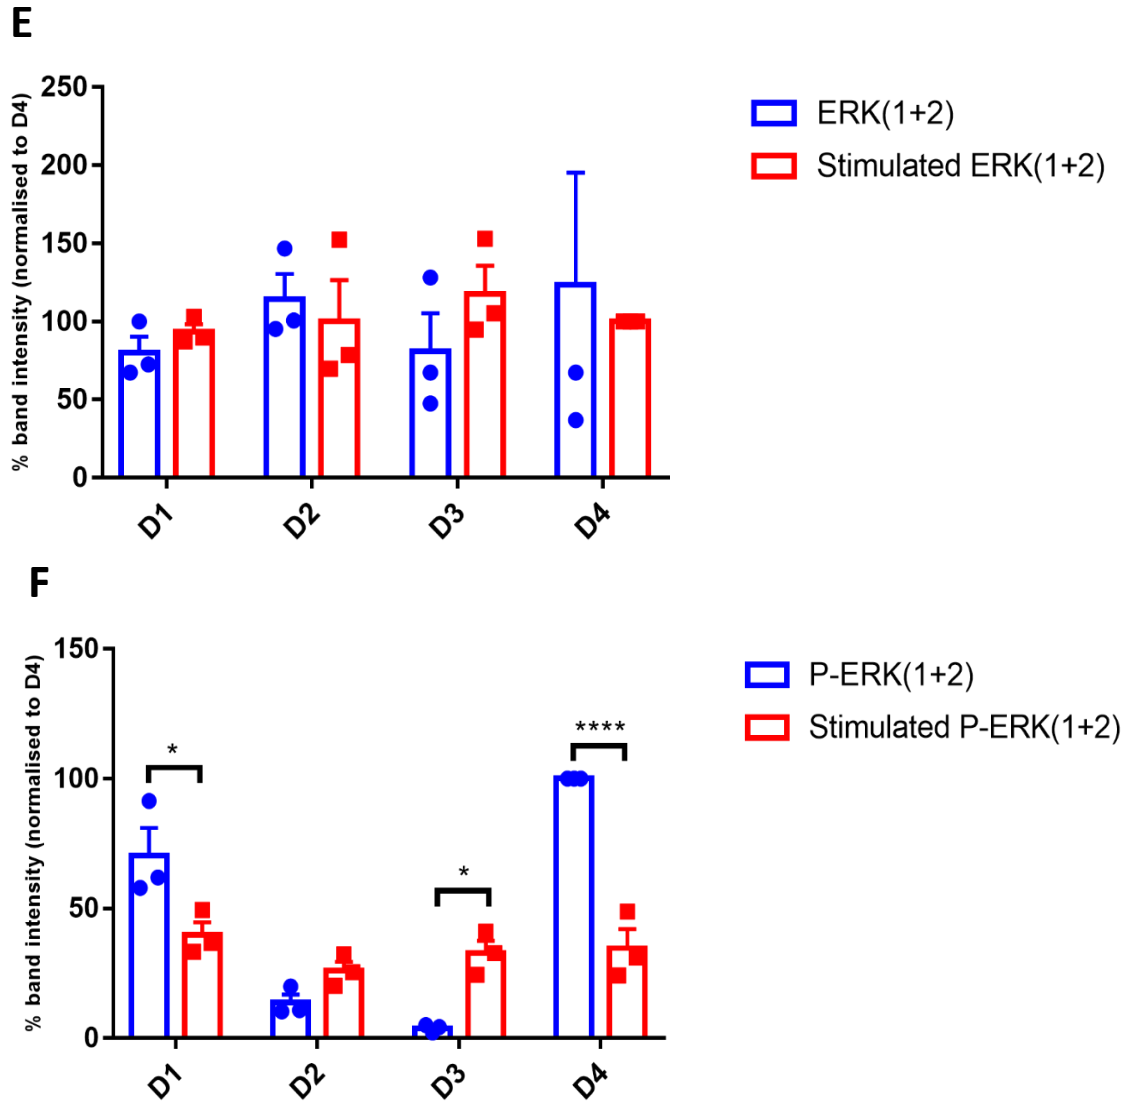 E
% band intensity (normalised to D4)
250
200
150
100
50
0
D1
D2
D3
D4
ERK(1+2)
Stimulated ERK(1+2)
F
% band intensity (normalised to D4)
150
100
50
0
*
*
****
D1
D2
D3
D4
P-ERK(1+2)
Stimulated P-ERK(1+2)